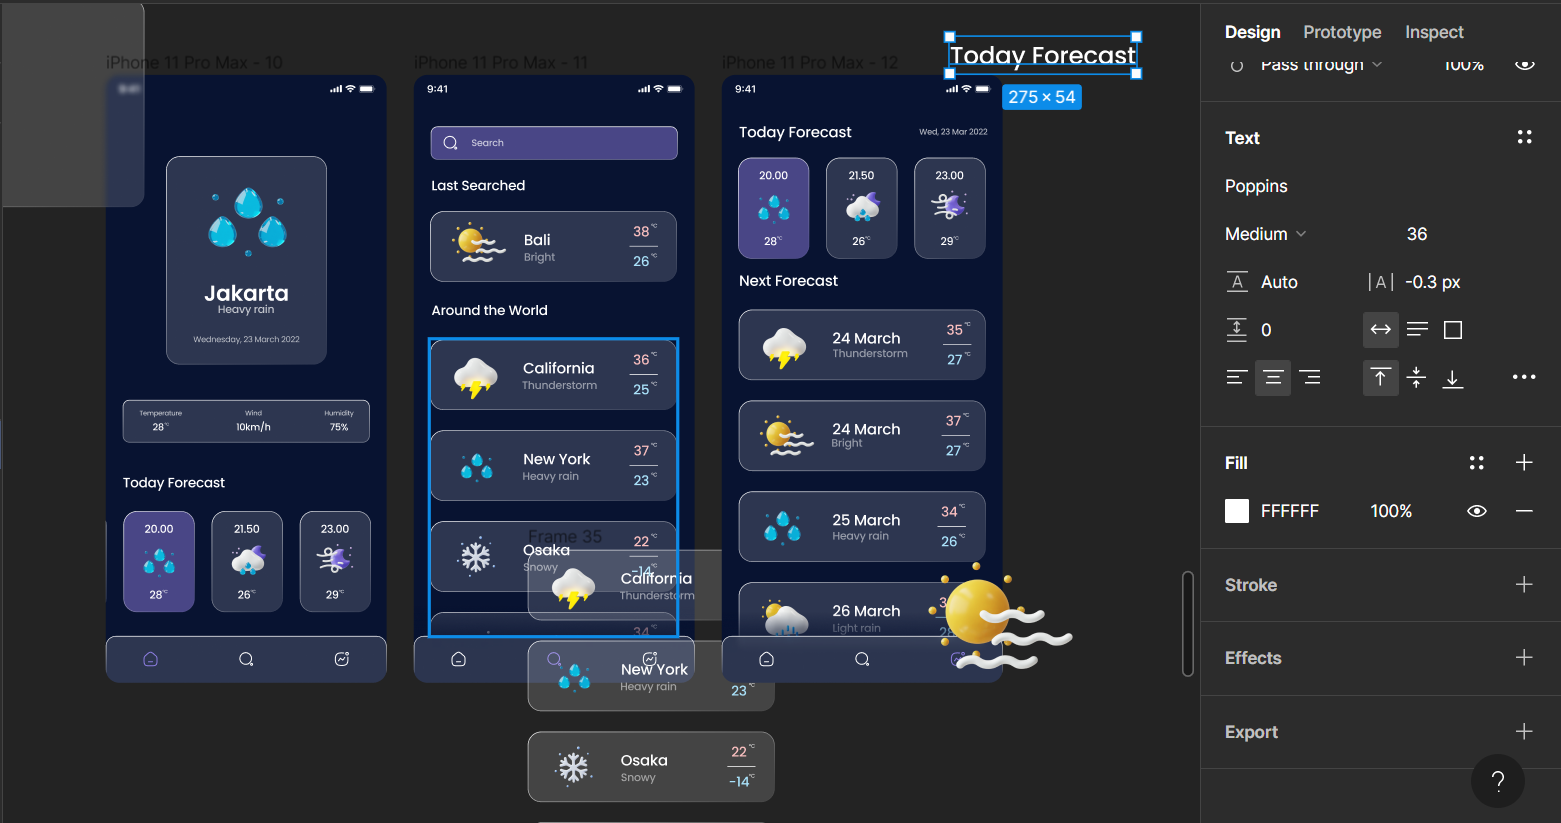 iPhone 11 Pro Max - 10
Jakarta
Heavy rain
Wednesday, 23 March 2022
Temperature
28°C
Wind
10km/h
Humidity
75%
Today Forecast
20.00
28°C
21.50
26°C
23.00
29°C
iPhone 11 Pro Max - 11
9:41
Search
Last Searched
Bali
Bright
38°C
26°C
Around the World
California
Thunderstorm
36°C
25°C
New York
Heavy rain
37°C
23°C
Osaka
Snowy
22°C
-14°C
34
Frame 35
California
Thunderstorm
New York
Heavy rain
23°C
Osaka
Snowy
22°C
-14°C
iPhone 11 Pro Max - 12
9:41
Today Forecast
Wed, 23 Mar 2022
20.00
28°C
21.50
26°C
23.00
29°C
Next Forecast
24 March
Thunderstorm
35°C
27°C
24 March
Bright
37°C
27°C
25 March
Heavy rain
34°C
26°C
26 March
Light rain
Today Forecast
275 × 54
Design
Prototype
Inspect
Pass through
100%
Text
Poppins
Medium
36
A
Auto
|A|
-0.3 px
0
Fill
FFFFFF
100%
Stroke
Effects
Export
?